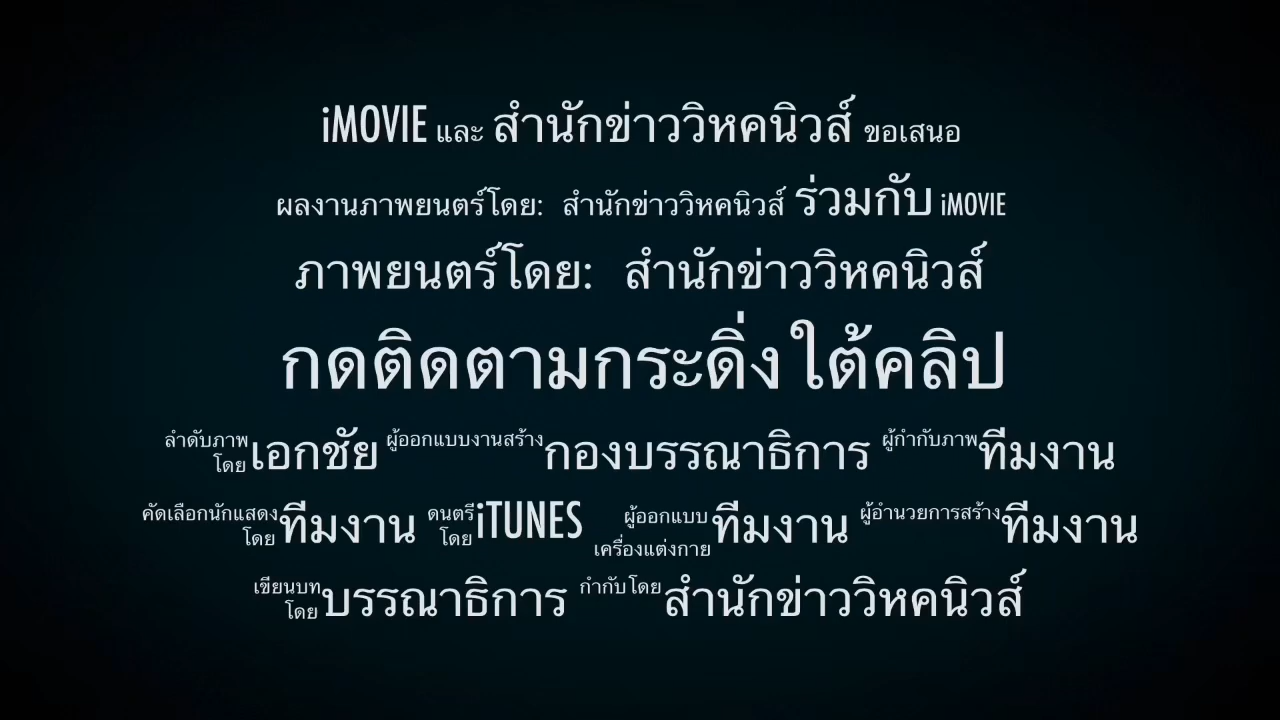 iMOVIE และ สำนักข่าววิหคนิวส์ ขอเสนอ
ผลงานภาพยนตร์โดย: สำนักข่าววิหคนิวส์ ร่วมกับ iMOVIE
ภาพยนตร์โดย: สำนักข่าววิหคนิวส์
กดติดตามกระดิ่ง ใต้คลิป
ลำดับภาพโดย เอกชัย ผู้ออกแบบงานสร้าง กองบรรณาธิการ ผู้กำกับภาพ ทีมงาน
คัดเลือกนักแสดงโดย ทีมงาน ดนตรีโดย iTUNES ผู้ออกแบบเครื่องแต่งกาย ทีมงาน ผู้อำนวยการสร้าง ทีมงาน
เขียนบทโดย บรรณาธิการ กำกับโดย สำนักข่าววิหคนิวส์